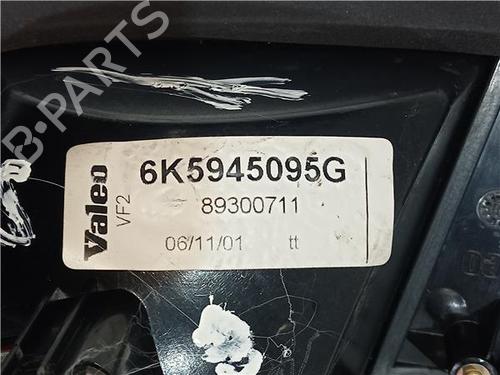 B-PARTS
Valeo
VF2
6K5945095G
89300711
06/11/01 tt